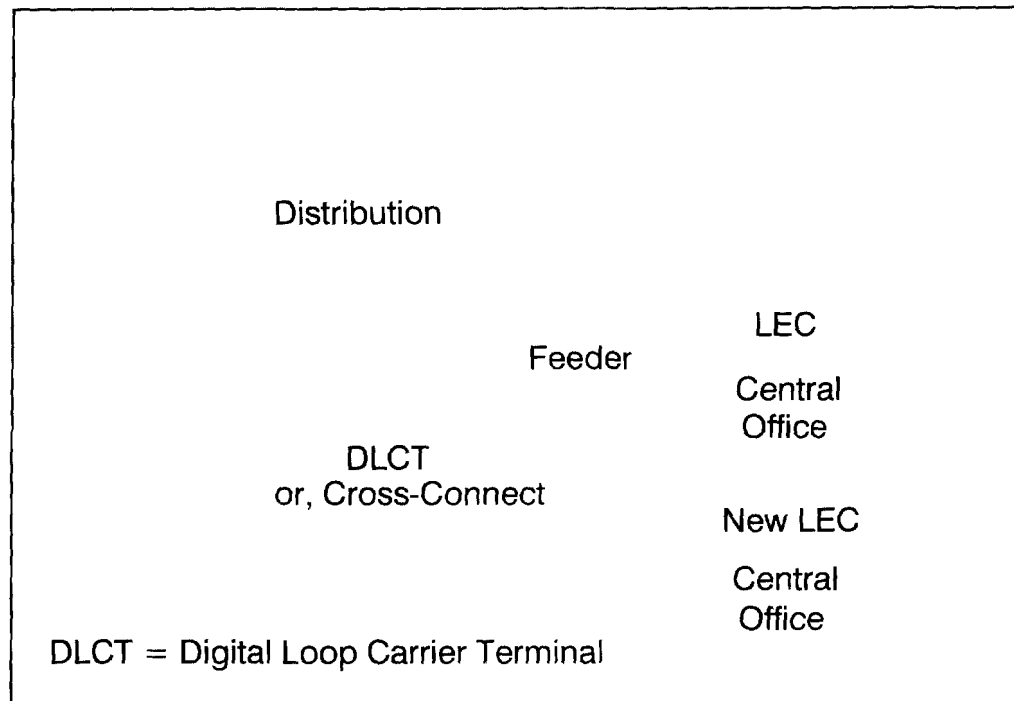 Distribution
Feeder
LEC
Central
Office
DLCT
or, Cross-Connect
New LEC
Central
Office
DLCT = Digital Loop Carrier Terminal